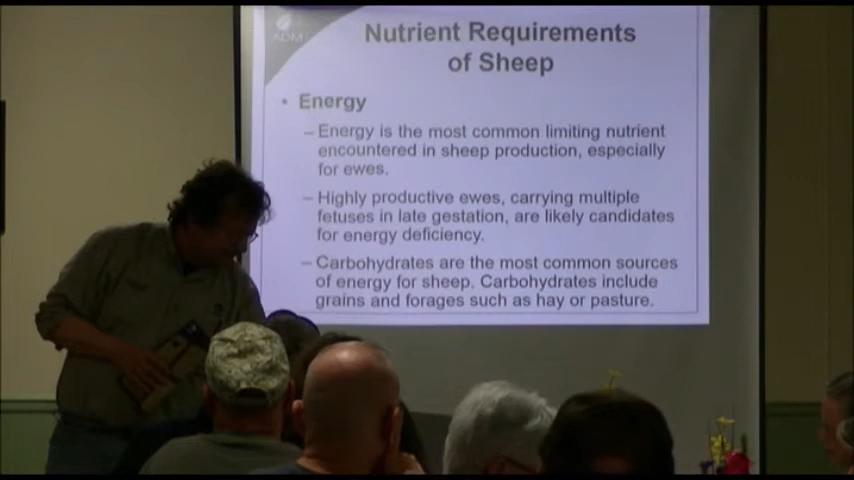 ADM
Nutrient Requirements
of Sheep
• Energy
– Energy is the most common limiting nutrient
encountered in sheep production, especially
for ewes.
– Highly productive ewes, carrying multiple
fetuses in late gestation, are likely candidates
for energy deficiency.
– Carbohydrates are the most common sources
of energy for sheep. Carbohydrates include
grains and forages such as hay or pasture.